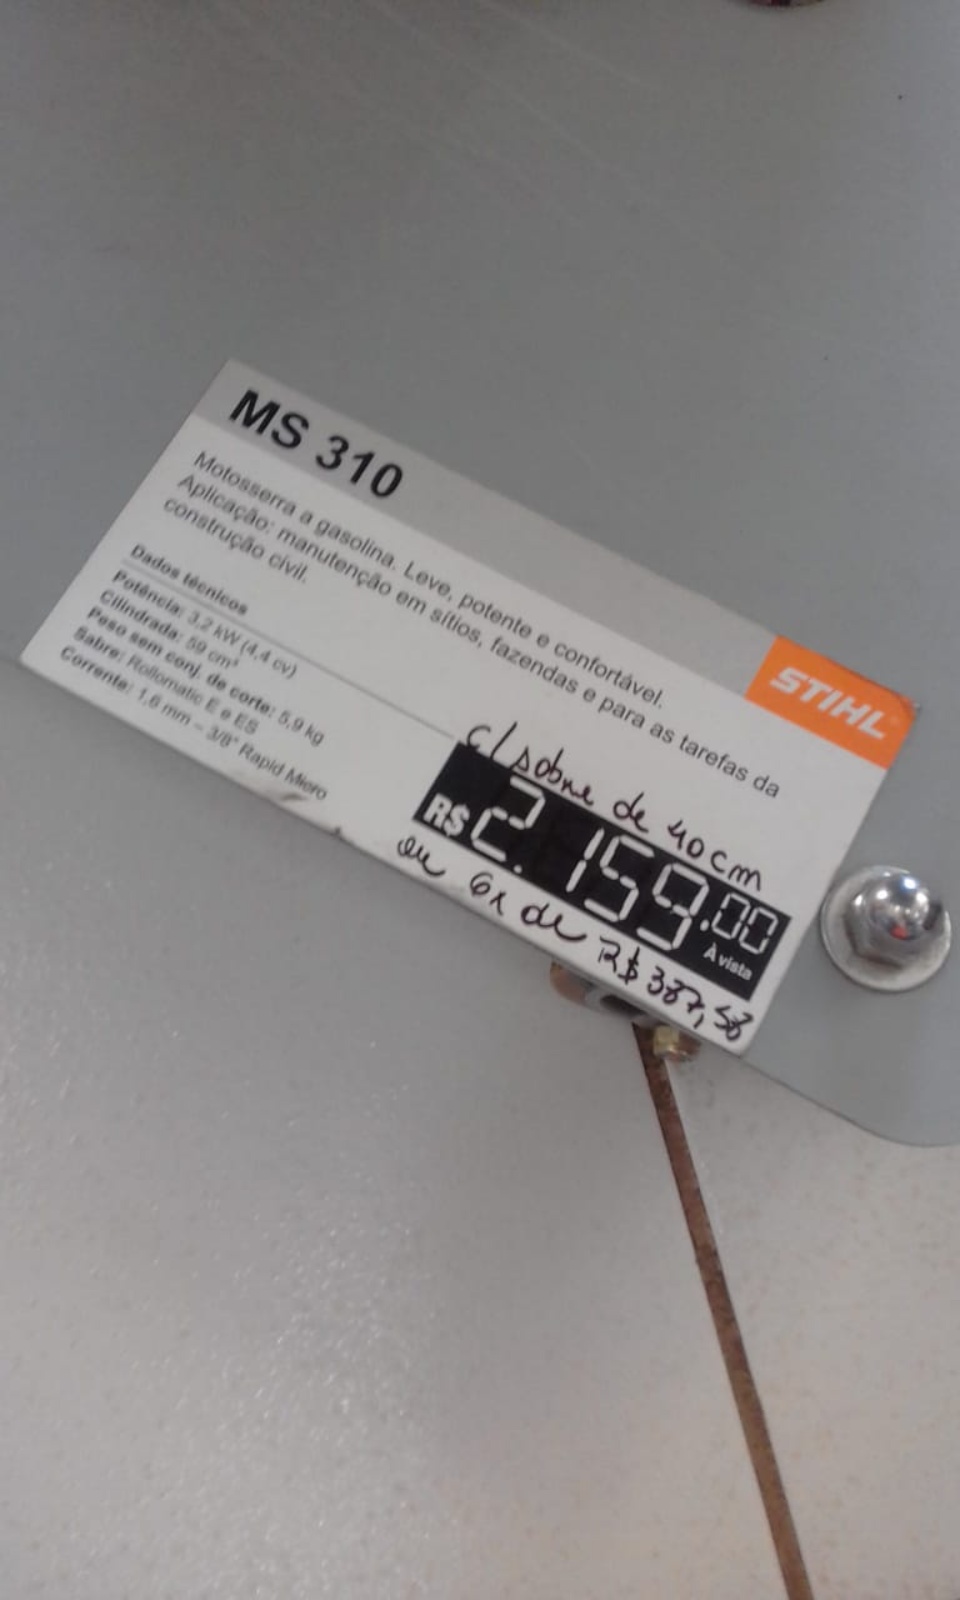 MS 310
Motosserra a gasolina. Leve, potente e confortável.
Aplicação: manutenção em sítios, fazendas e para as tarefas da
construção civil.
Dados técnicos
Potência: 3,2 kW (4,4 cv)
Cilindrada: 59 cm³
Peso sem conj. de corte: 5,9 kg
Sabre: Rollomatic E e ES
Corrente: 1,6 mm – 3/8" Rapid Micro
STIHL
c/ sabre de 40 cm
R$ 2.159.00
À vista
ou 6x de R$ 387,58